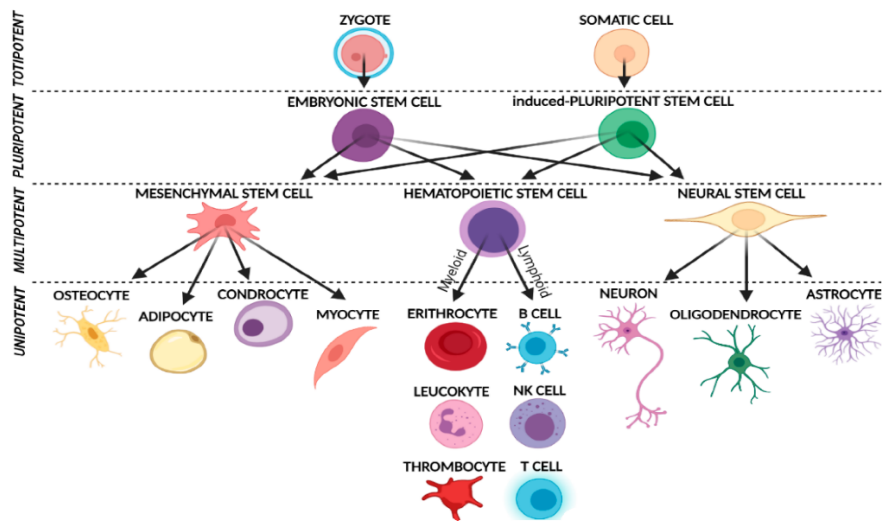 TOTIPOTENT
ZYGOTE
SOMATIC CELL
PLURIPOTENT
EMBRYONIC STEM CELL
induced-PLURIPOTENT STEM CELL
MULTIPOTENT
MESENCHYMAL STEM CELL
HEMATOPOIETIC STEM CELL
NEURAL STEM CELL
Myeloid
Lymphoid
UNIPOTENT
OSTEOCYTE
ADIPOCYTE
CONDROCYTE
MYOCYTE
ERITHROCYTE
B CELL
NEURON
OLIGODENDROCYTE
ASTROCYTE
LEUCOKYTE
NK CELL
THROMBOCYTE
T CELL